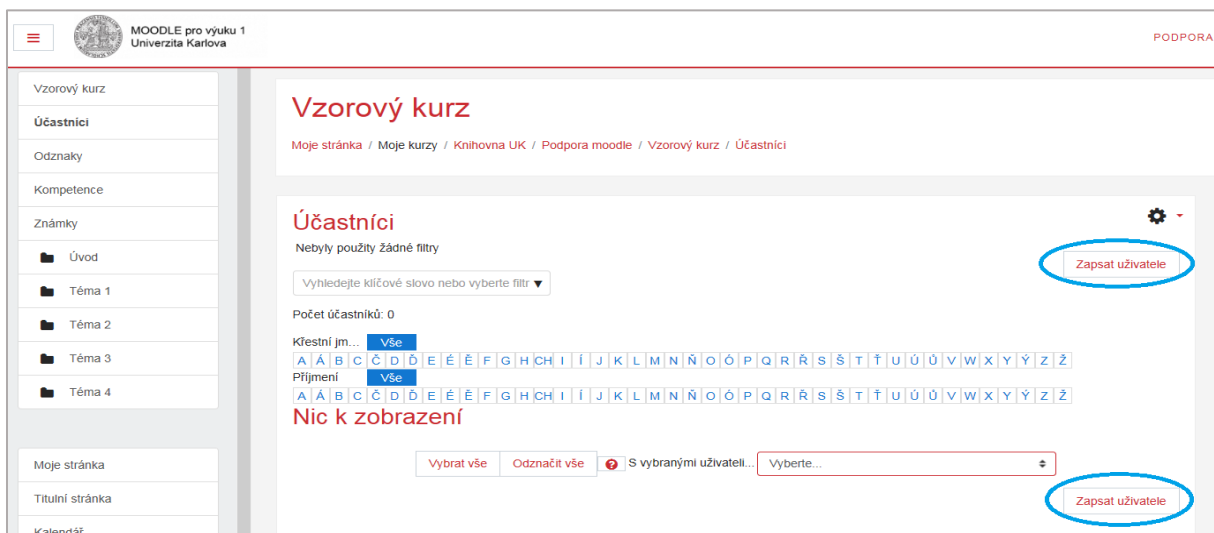 MOODLE pro výuku 1
Univerzita Karlova
PODPORA
Vzorový kurz
Účastníci
Odznaky
Kompetence
Známky
Úvod
Téma 1
Téma 2
Téma 3
Téma 4
Moje stránka
Titulní stránka
Kalendář
Vzorový kurz
Moje stránka / Moje kurzy / Knihovna UK / Podpora moodle / Vzorový kurz / Účastníci
Účastníci
Nebyly použity žádné filtry
Zapsat uživatele
Vyhledejte klíčové slovo nebo vyberte filtr ▼
Počet účastníků: 0
Křestní jm... Vše
A Á B C Č D Ď E É Ě F G H CH I Í J K L M N Ň O Ó P Q R Ř S Š T Ť U Ú Ů V W X Y Ý Z Ž
Příjmení Vše
A Á B C Č D Ď E É Ě F G H CH I Í J K L M N Ň O Ó P Q R Ř S Š T Ť U Ú Ů V W X Y Ý Z Ž
Nic k zobrazení
Vybrat vše Odznačit vše ? S vybranými uživateli... Vyberte...
Zapsat uživatele